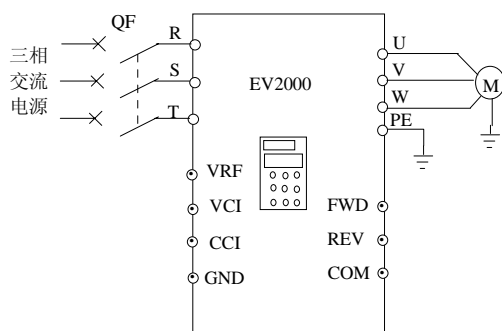 QF
三相
交流
电源
R
S
T
EV2000
U
V
W
PE
M
VRF
VCI
CCI
GND
FWD
REV
COM